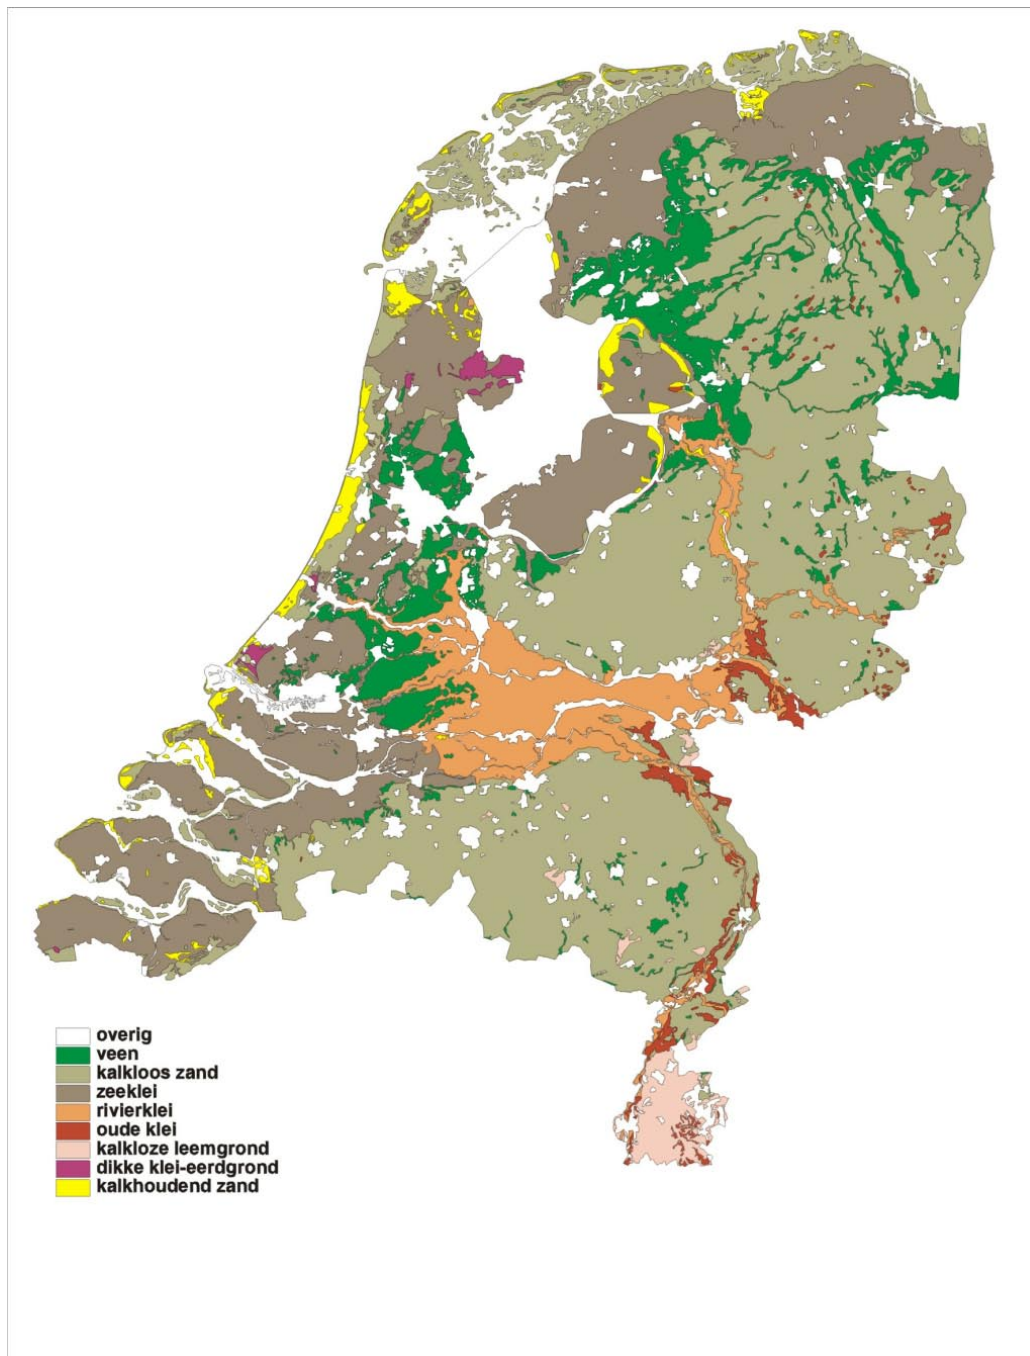 overig
veen
kalkloos zand
zeeklei
rivierklei
oude klei
kalkloze leemgrond
dikke klei-eerdgrond
kalkhoudend zand